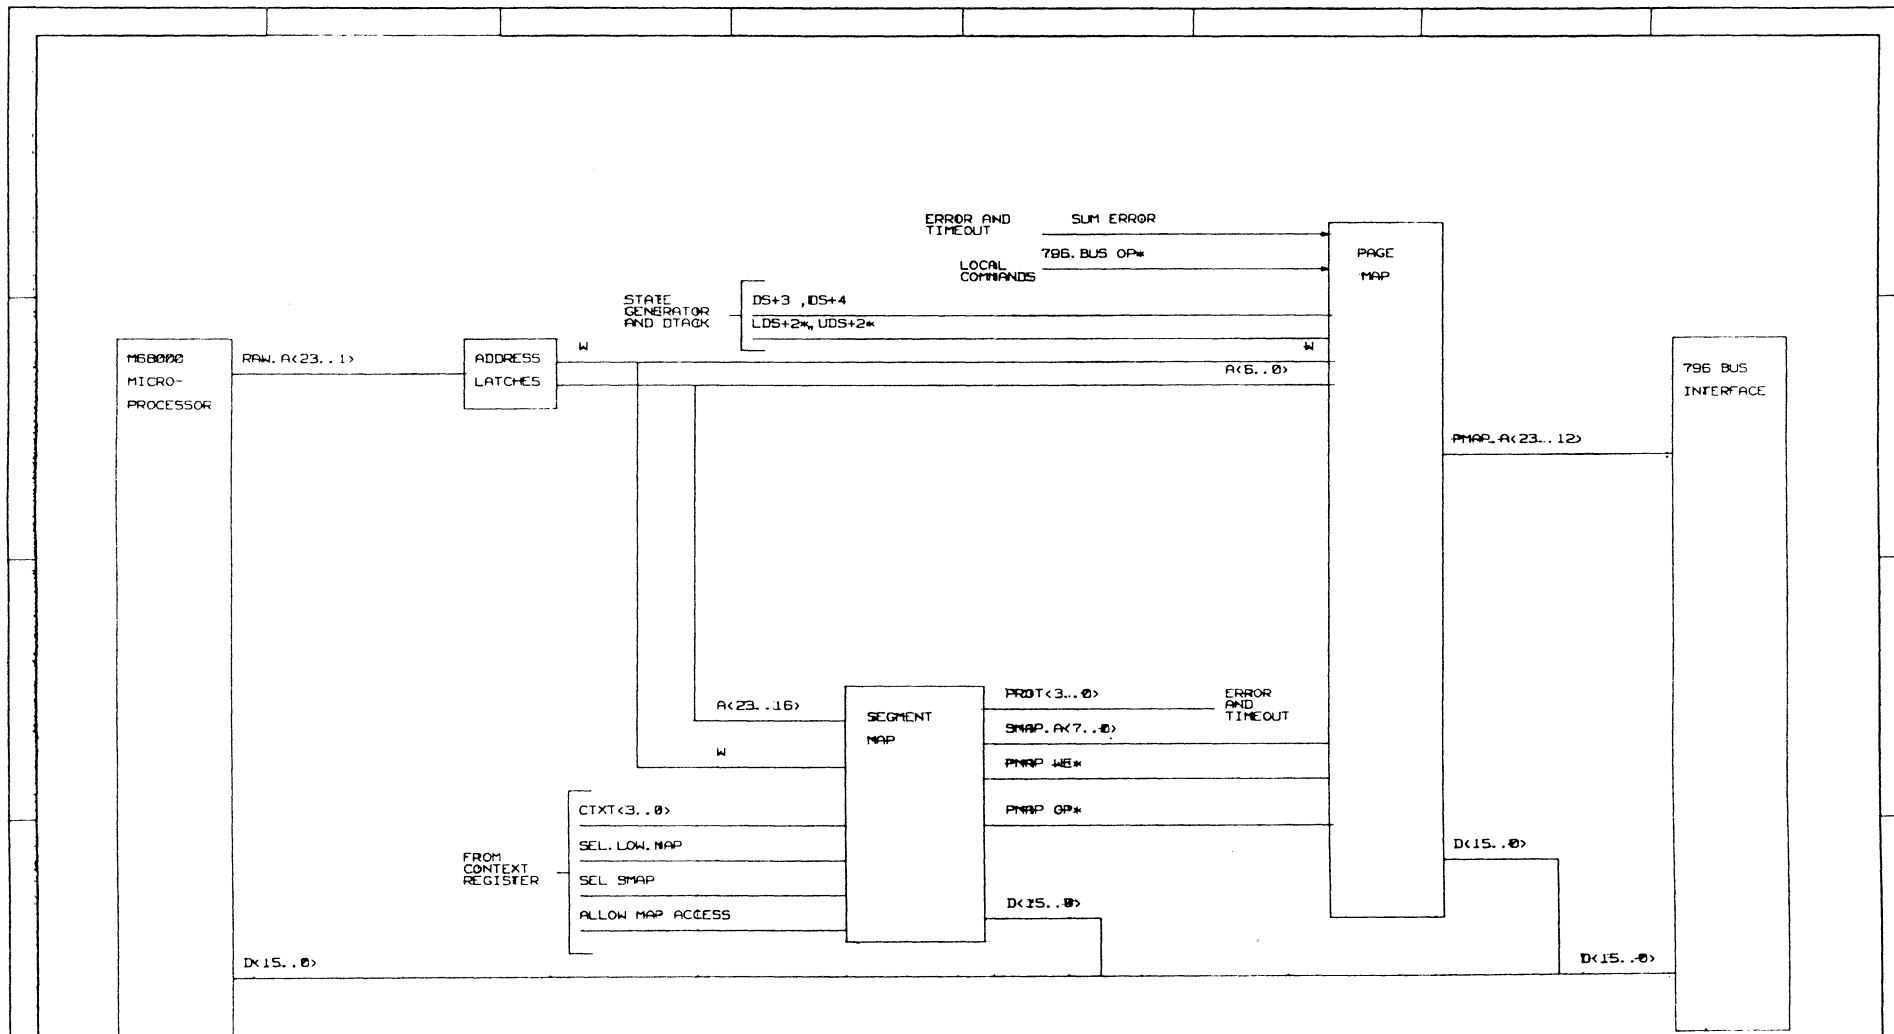 ERROR AND
TIMEOUT
SUM ERROR
796.BUS OP*
LOCAL
COMMANDS
PAGE
MAP
STATE
GENERATOR
AND DTACK
DS+3 ,DS+4
LDS+2*,UDS+2*
W
W
M68000
MICRO-
PROCESSOR
RAW.A<23..1>
ADDRESS
LATCHES
A<6..0>
796 BUS
INTERFACE
PMAP.A<23..12>
A<23..16>
SEGMENT
MAP
PROT<3..0>
ERROR
AND
TIMEOUT
SMAP.A<7..0>
W
PMAP WE*
CTXT<3..0>
PMAP OP*
SEL.LOW.MAP
FROM
CONTEXT
REGISTER
SEL SMAP
ALLOW MAP ACCESS
D<15..0>
D<15..0>
D<15..0>
D<15..0>